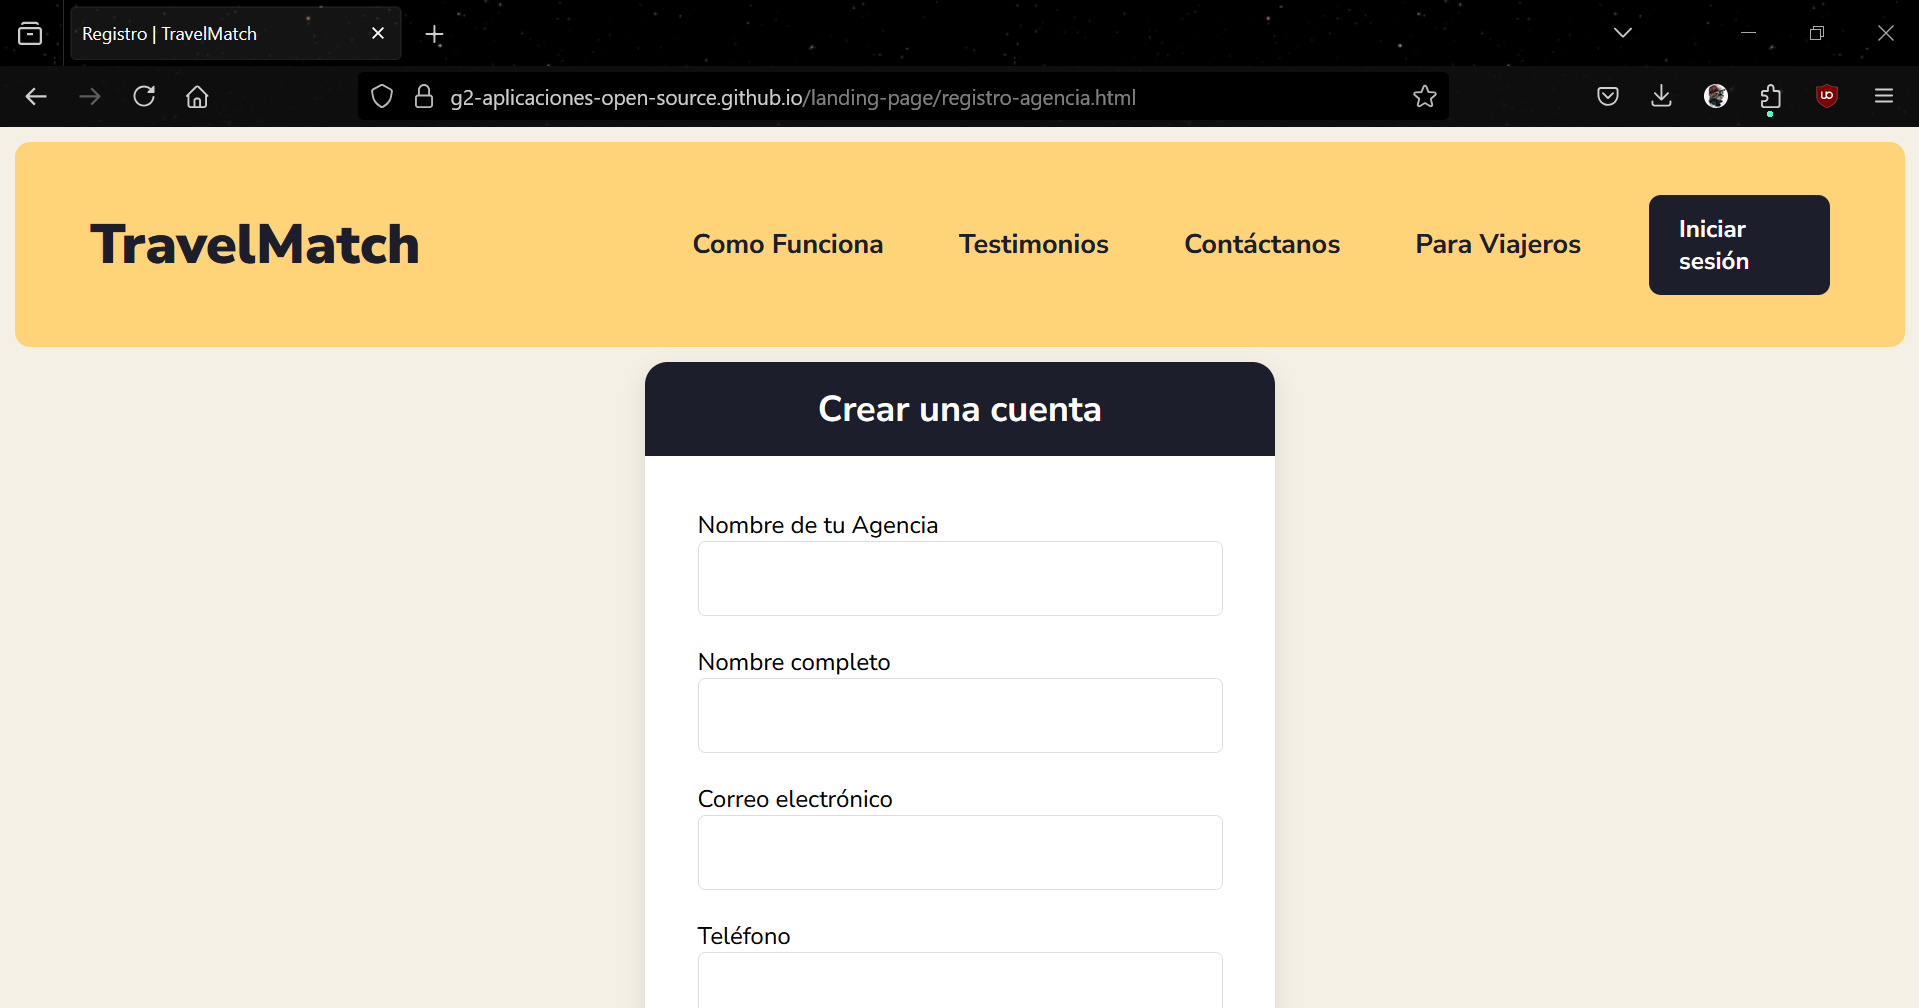 Registro | TravelMatch
g2-aplicaciones-open-source.github.io/landing-page/registro-agencia.html
TravelMatch
Como Funciona
Testimonios
Contáctanos
Para Viajeros
Iniciar
sesión
Crear una cuenta
Nombre de tu Agencia
Nombre completo
Correo electrónico
Teléfono